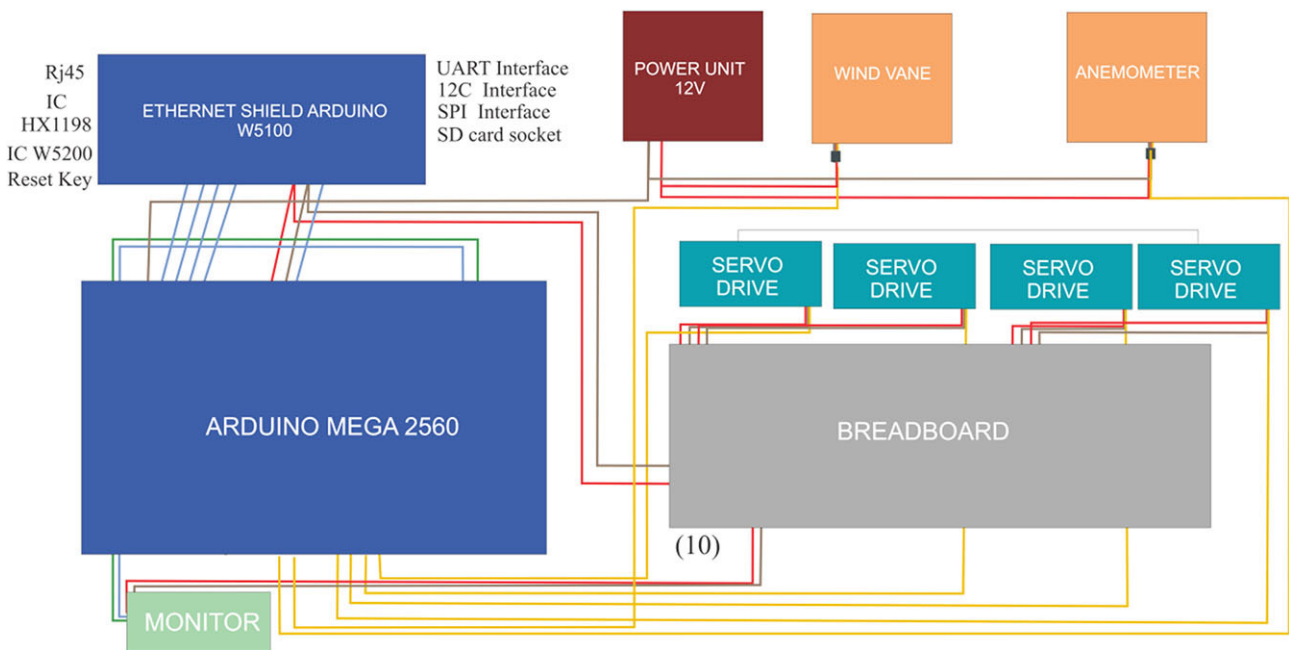 Rj45
IC
HX1198
IC W5200
Reset Key
ETHERNET SHIELD ARDUINO
W5100
UART Interface
12C Interface
SPI Interface
SD card socket
POWER UNIT
12V
WIND VANE
ANEMOMETER
SERVO
DRIVE
SERVO
DRIVE
SERVO
DRIVE
SERVO
DRIVE
ARDUINO MEGA 2560
BREADBOARD
(10)
MONITOR